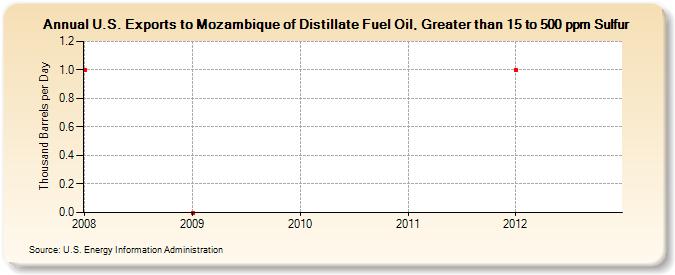 Annual U.S. Exports to Mozambique of Distillate Fuel Oil, Greater than 15 to 500 ppm Sulfur
Thousand Barrels per Day
1.2
1.0
0.8
0.6
0.4
0.2
0.0
2008 2009 2010 2011 2012
Source: U.S. Energy Information Administration